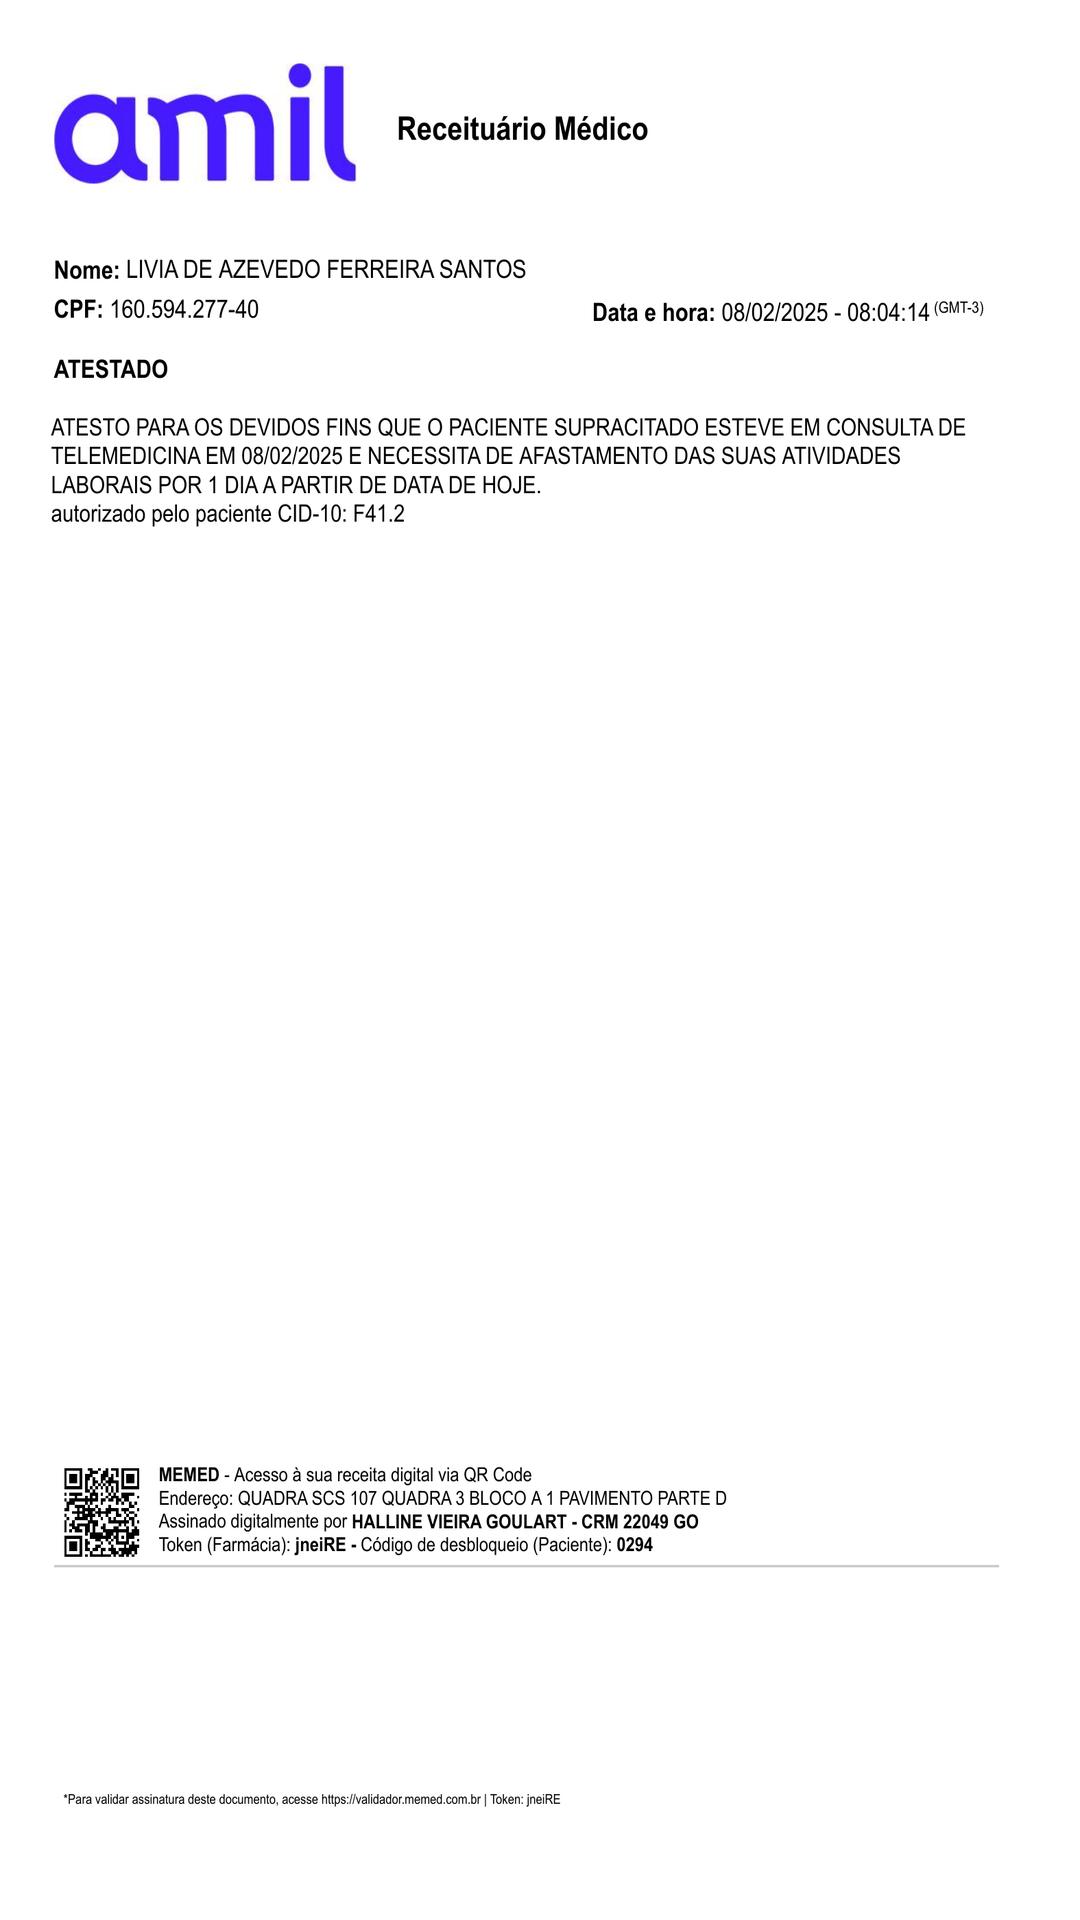 amil
Receituário Médico
Nome: LIVIA DE AZEVEDO FERREIRA SANTOS
CPF: 160.594.277-40
Data e hora: 08/02/2025 - 08:04:14 (GMT-3)
ATESTADO
ATESTO PARA OS DEVIDOS FINS QUE O PACIENTE SUPRACITADO ESTEVE EM CONSULTA DE
TELEMEDICINA EM 08/02/2025 E NECESSITA DE AFASTAMENTO DAS SUAS ATIVIDADES
LABORAIS POR 1 DIA A PARTIR DE DATA DE HOJE.
autorizado pelo paciente CID-10: F41.2
MEMED - Acesso à sua receita digital via QR Code
Endereço: QUADRA SCS 107 QUADRA 3 BLOCO A 1 PAVIMENTO PARTE D
Assinado digitalmente por HALLINE VIEIRA GOULART - CRM 22049 GO
Token (Farmácia): jneiRE - Código de desbloqueio (Paciente): 0294
*Para validar assinatura deste documento, acesse https://validador.memed.com.br | Token: jneiRE